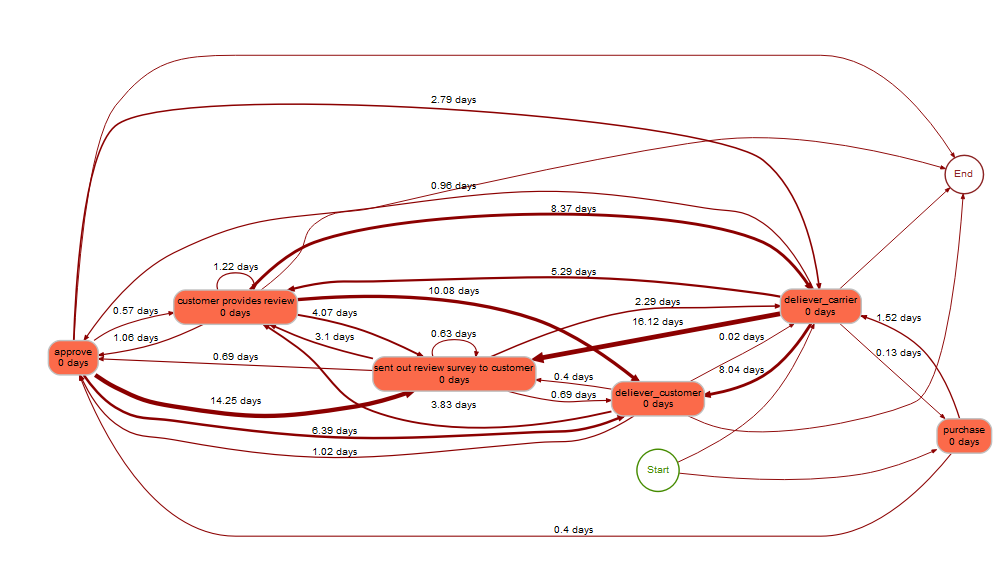 2.79 days
End
0.96 days
8.37 days
1.22 days
5.29 days
10.08 days
customer provides review
0 days
deliever_carrier
0 days
2.29 days
0.57 days
4.07 days
16.12 days
1.52 days
1.06 days
3.1 days
0.63 days
0.02 days
approve
0 days
0.69 days
0.13 days
sent out review survey to customer
0 days
8.04 days
0.4 days
deliever_customer
0 days
0.69 days
14.25 days
3.83 days
6.39 days
purchase
0 days
1.02 days
Start
0.4 days